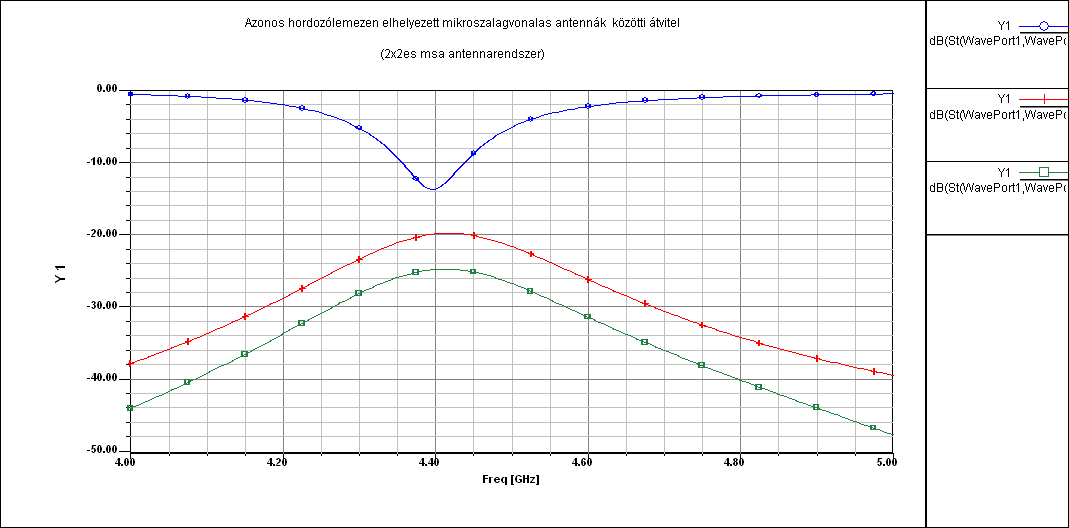 Azonos hordozólemezen elhelyezett mikroszalagvonalas antennák közötti átvitel
(2x2es msa antennarendszer)
Y1
dB(St(WavePort1,WavePo
Y1
dB(St(WavePort1,WavePo
Y1
dB(St(WavePort1,WavePo
0.00
-10.00
-20.00
-30.00
-40.00
-50.00
Y 1
4.00 4.20 4.40 4.60 4.80 5.00
Freq [GHz]